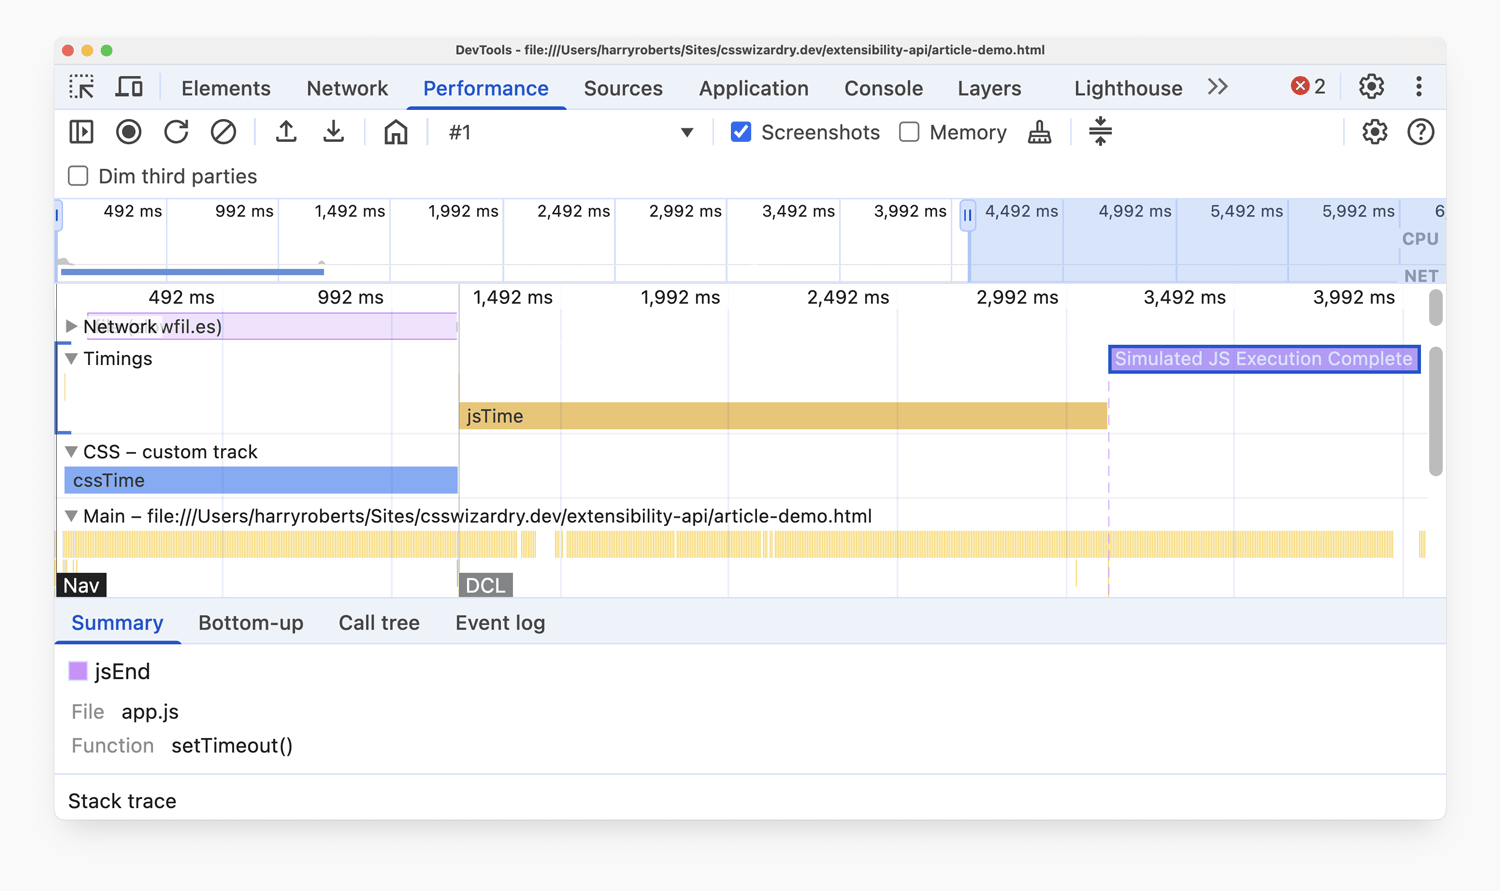 DevTools - file:///Users/harryroberts/Sites/csswizardry.dev/extensibility-api/article-demo.html
Elements Network Performance Sources Application Console Layers Lighthouse 2
#1 Screenshots Memory
Dim third parties
492 ms 992 ms 1,492 ms 1,992 ms 2,492 ms 2,992 ms 3,492 ms 3,992 ms 4,492 ms 4,992 ms 5,492 ms 5,992 ms 6
CPU
NET
492 ms 992 ms 1,492 ms 1,992 ms 2,492 ms 2,992 ms 3,492 ms 3,992 ms
Network wfil.es)
Timings
Simulated JS Execution Complete
jsTime
CSS – custom track
cssTime
Main – file:///Users/harryroberts/Sites/csswizardry.dev/extensibility-api/article-demo.html
Nav DCL
Summary Bottom-up Call tree Event log
jsEnd
File app.js
Function setTimeout()
Stack trace